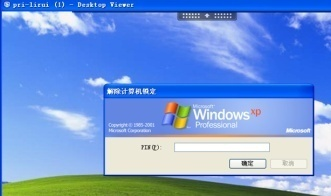 pri-lirui (1) - Desktop Viewer
解除计算机锁定
Microsoft
Windows xp
Professional
Copyright © 1985-2001
Microsoft Corporation
Microsoft
PIN(P):
确定
取消